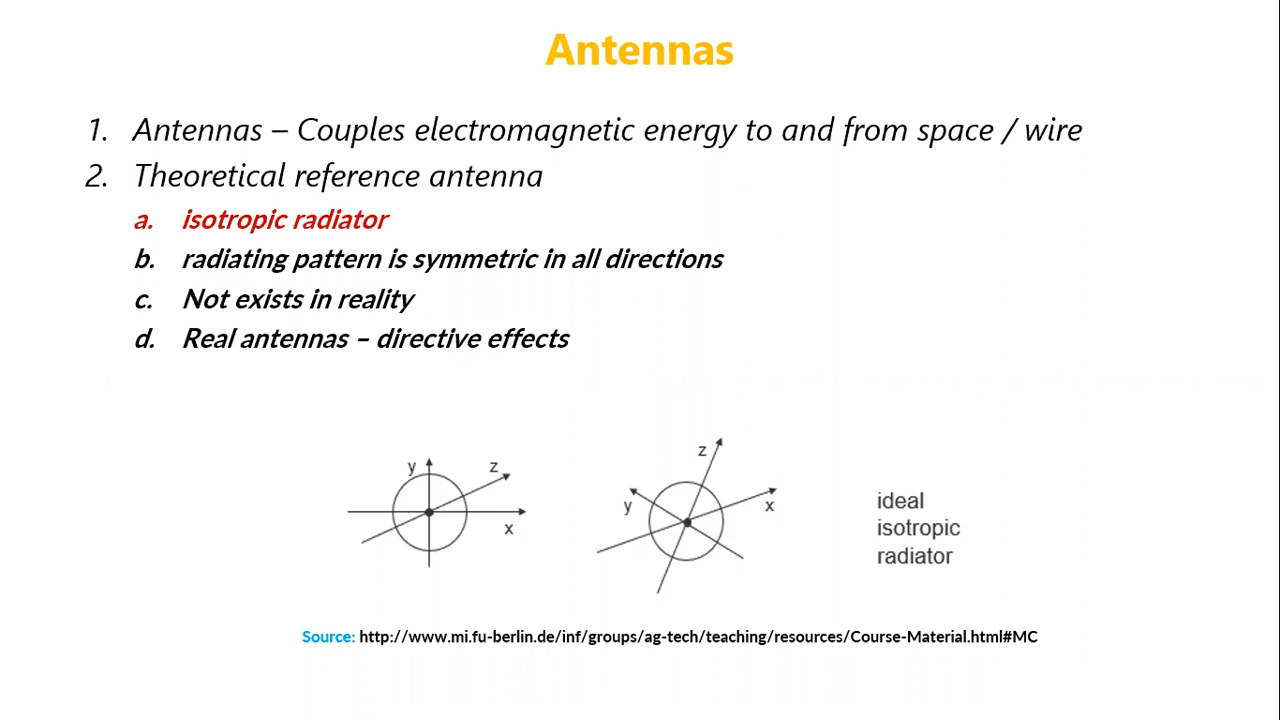 Antennas
1. Antennas – Couples electromagnetic energy to and from space / wire
2. Theoretical reference antenna
a. isotropic radiator
b. radiating pattern is symmetric in all directions
c. Not exists in reality
d. Real antennas – directive effects
y z x
z y x
ideal
isotropic
radiator
Source: http://www.mi.fu-berlin.de/inf/groups/ag-tech/teaching/resources/Course-Material.html#MC